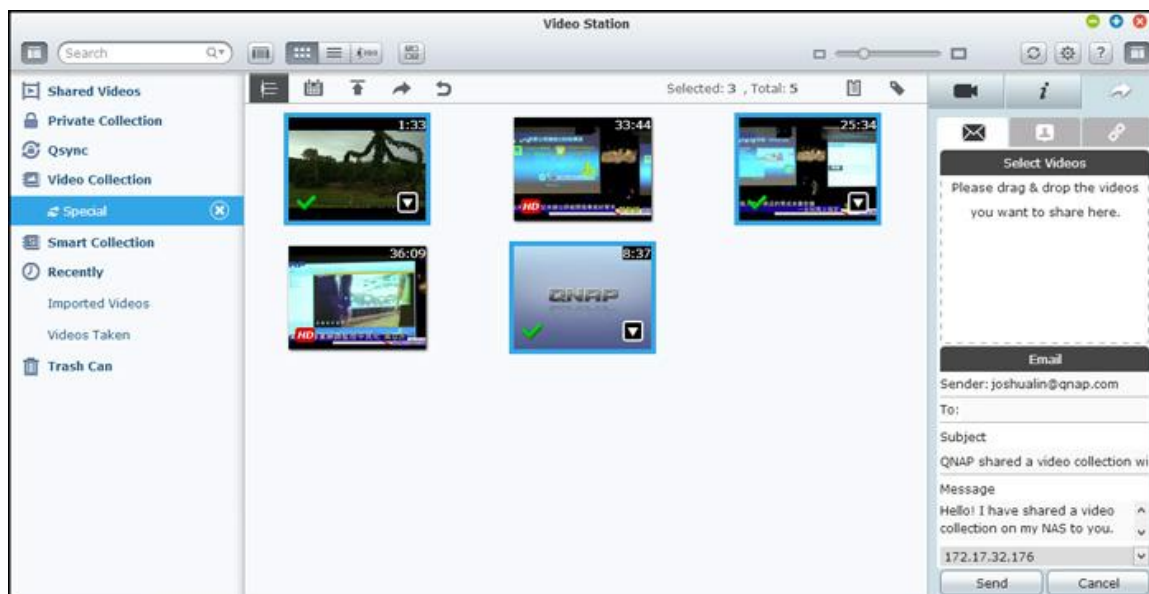 Video Station
Search
Selected: 3 , Total: 5
Shared Videos
Private Collection
Qsync
Video Collection
Special
Smart Collection
Recently
Imported Videos
Videos Taken
Trash Can
1:33
33:44
HD
25:34
36:09
HD
8:37
QNAP
Select Videos
Please drag & drop the videos
you want to share here.
Email
Sender: joshualin@qnap.com
To:
Subject
QNAP shared a video collection wi
Message
Hello! I have shared a video
collection on my NAS to you.
172.17.32.176
Send
Cancel